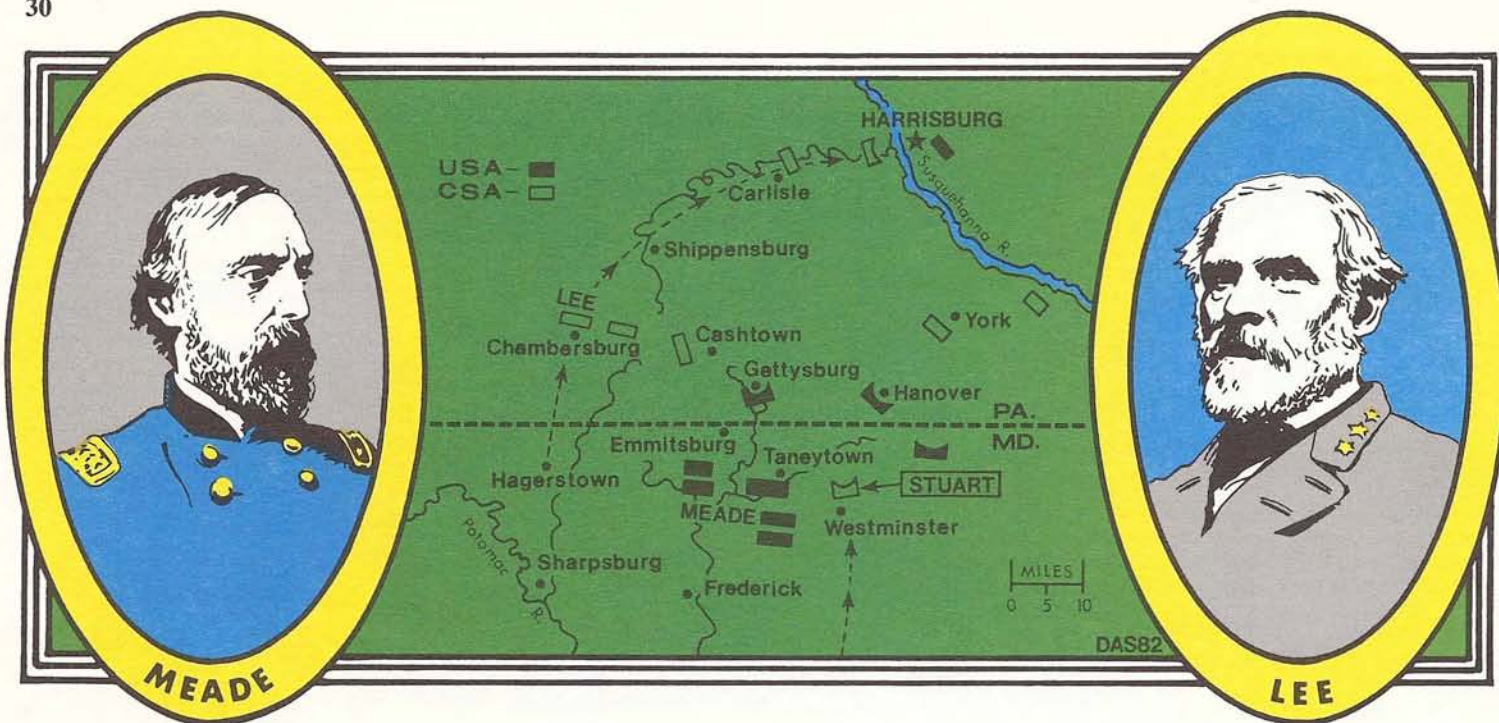 30
HARRISBURG
USA-
CSA-
Susquehanna R.
Carlisle
Shippensburg
LEE
Chambersburg
Cashtown
York
Gettysburg
Hanover
PA.
MD.
Emmitsburg
Taneytown
Hagerstown
STUART
MEADE
Westminster
Potomac R.
Sharpsburg
Frederick
MILES
0 5 10
DAS82
MEADE
LEE